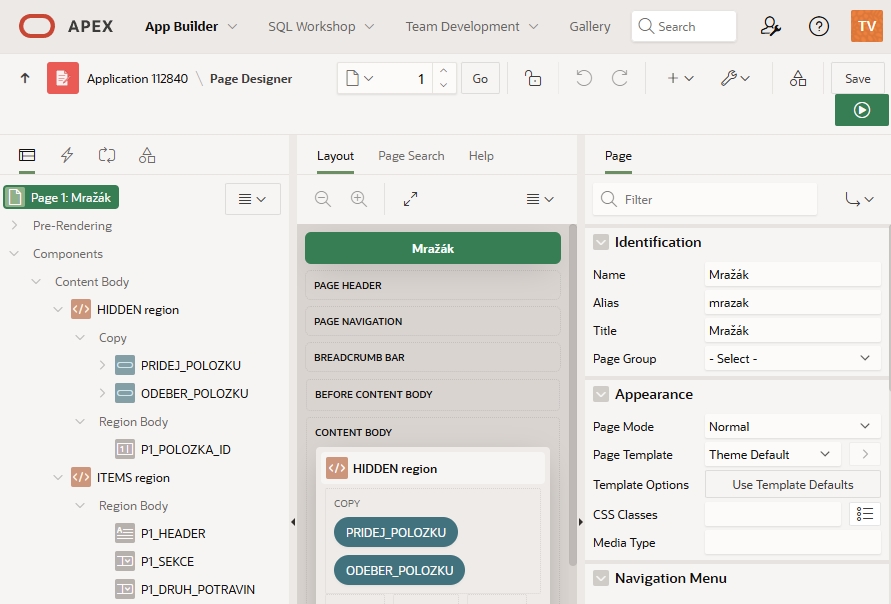 APEX App Builder SQL Workshop Team Development Gallery Search TV
Application 112840 \ Page Designer 1 Go Save
Layout Page Search Help Page
Page 1: Mražák
Pre-Rendering
Components
Content Body
HIDDEN region
Copy
PRIDEJ_POLOZKU
ODEBER_POLOZKU
Region Body
P1_POLOZKA_ID
ITEMS region
Region Body
P1_HEADER
P1_SEKCE
P1_DRUH_POTRAVIN
Mražák
PAGE HEADER
PAGE NAVIGATION
BREADCRUMB BAR
BEFORE CONTENT BODY
CONTENT BODY
HIDDEN region
COPY
PRIDEJ_POLOZKU
ODEBER_POLOZKU
Filter
Identification
Name Mražák
Alias mrazak
Title Mražák
Page Group - Select -
Appearance
Page Mode Normal
Page Template Theme Default
Template Options Use Template Defaults
CSS Classes
Media Type
Navigation Menu